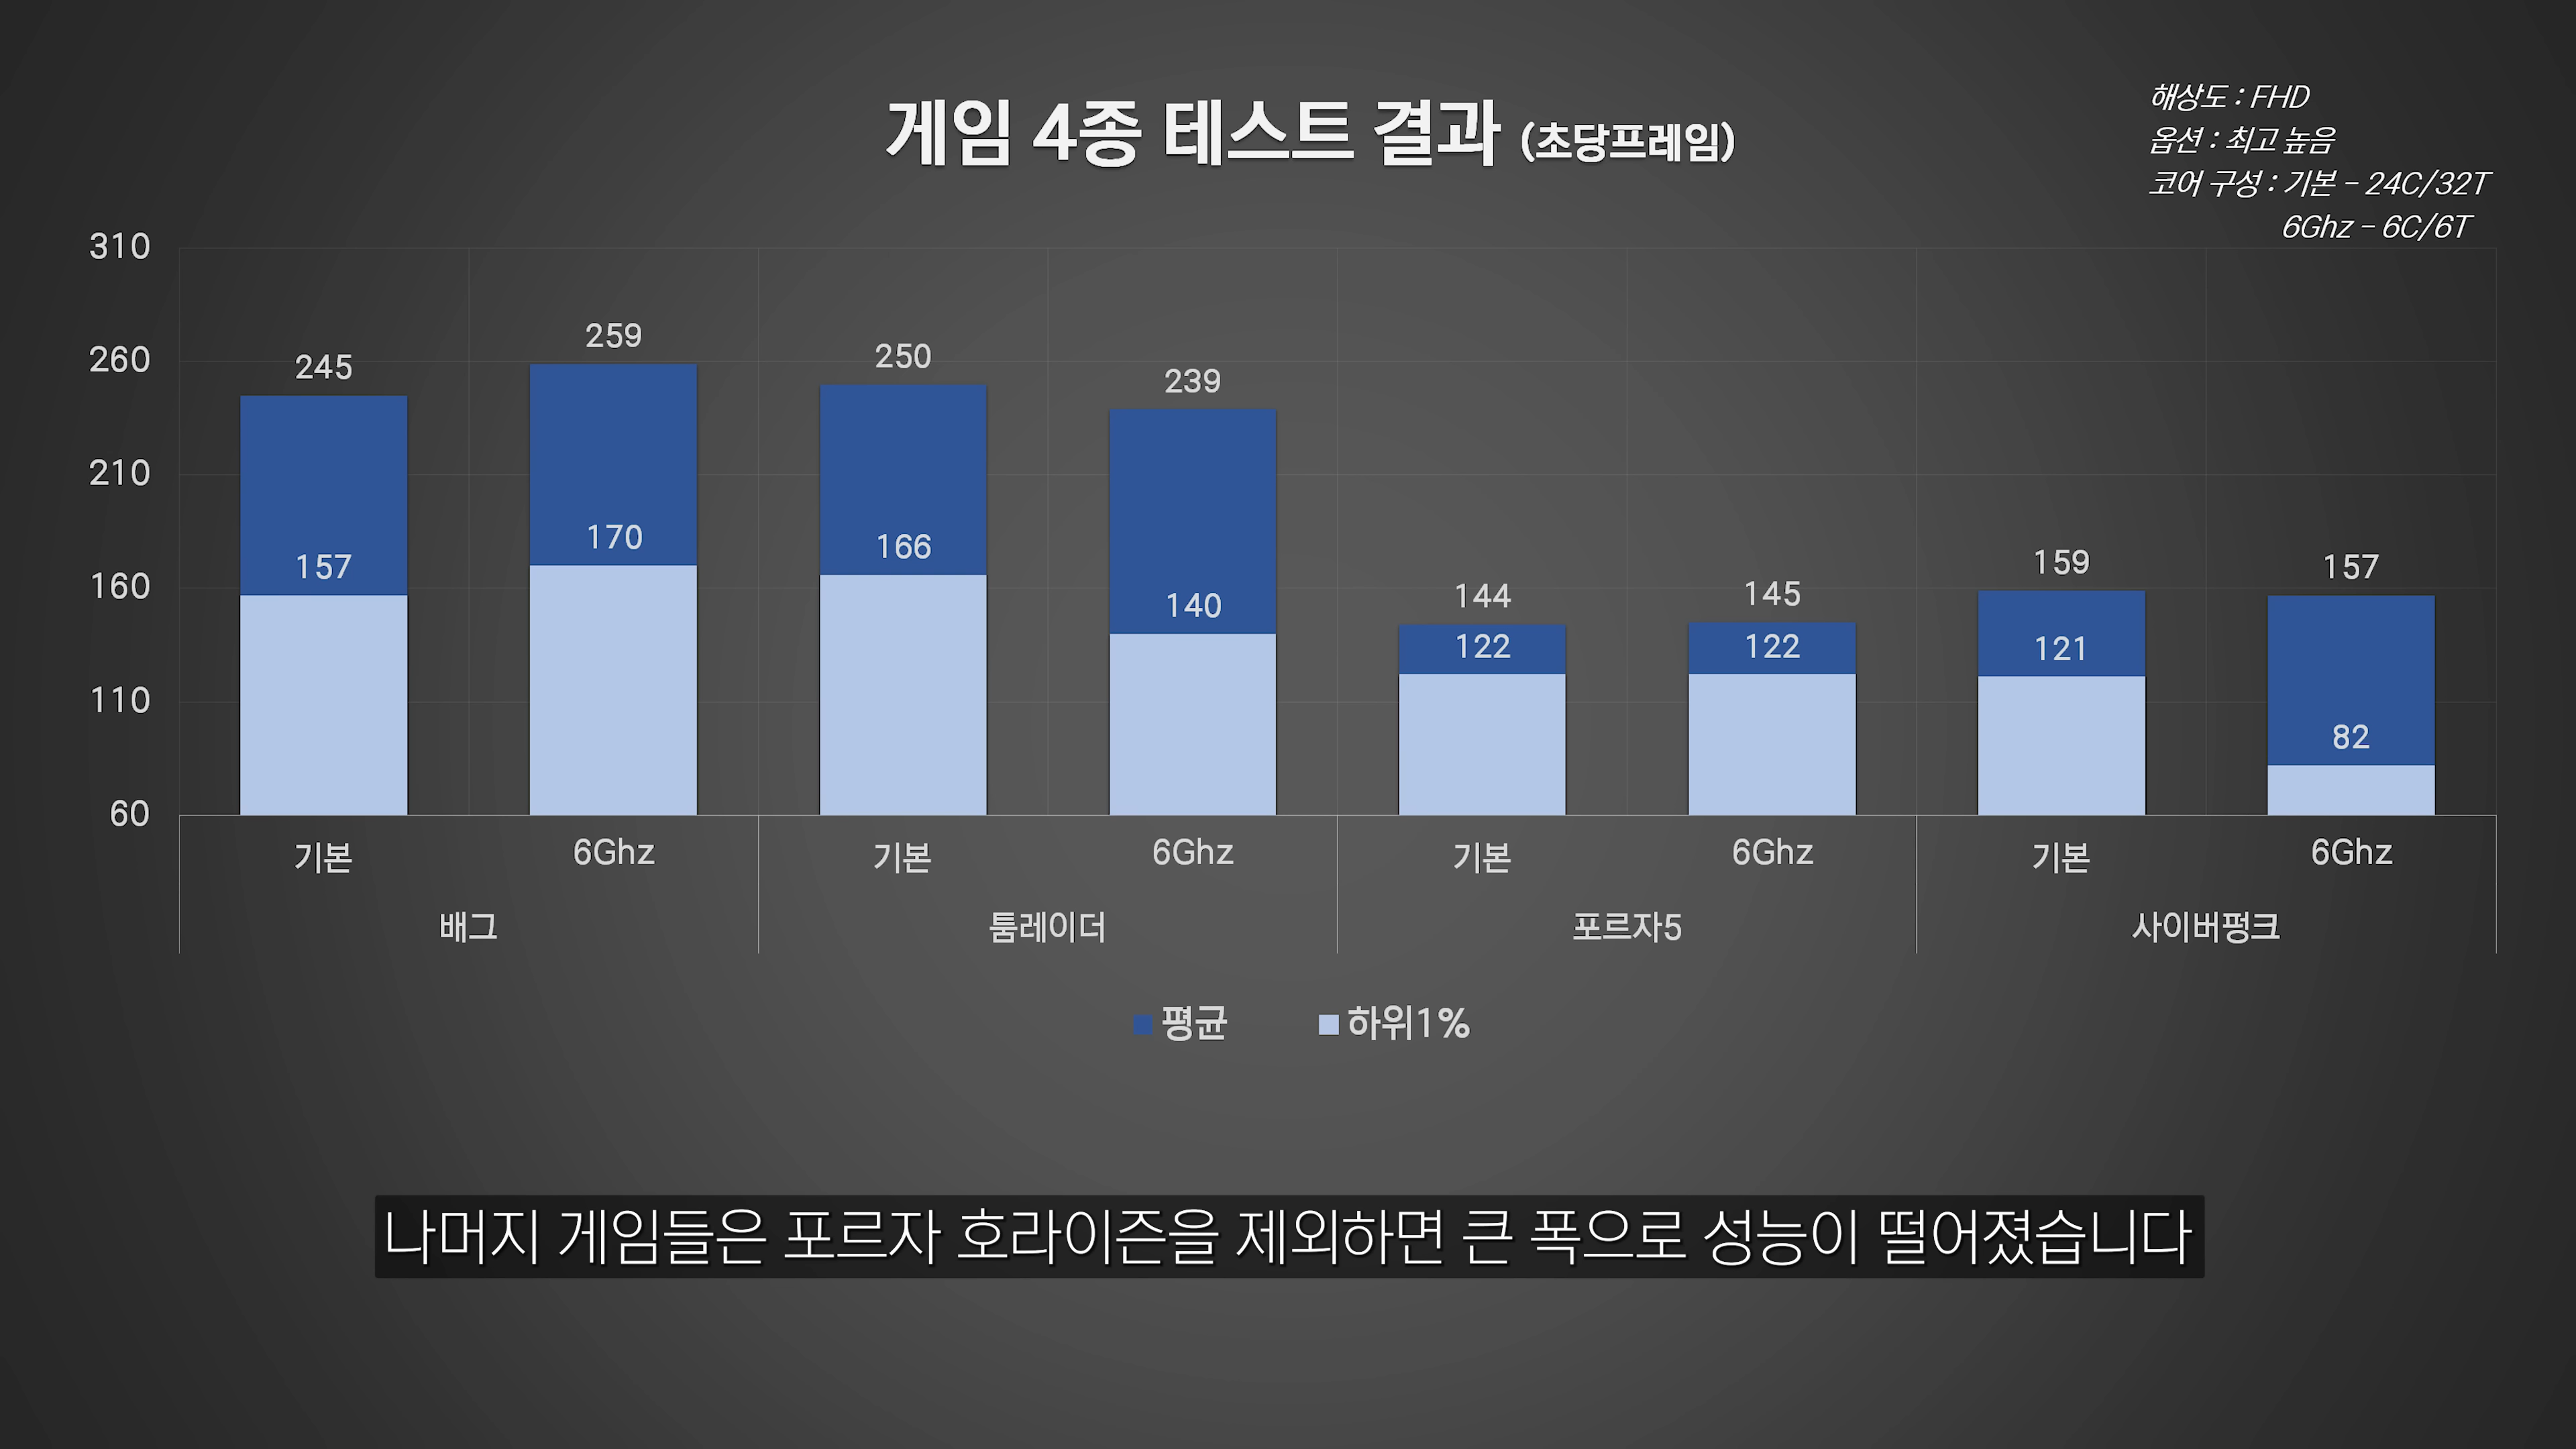 게임 4종 테스트 결과 (초당프레임)
해상도 : FHD
옵션 : 최고 높음
코어 구성 : 기본 - 24C/32T
6Ghz - 6C/6T
310
260
210
160
110
60
245
259
250
239
144
145
159
157
157
170
166
140
122
122
121
82
기본 6Ghz 기본 6Ghz 기본 6Ghz 기본 6Ghz
배그 툼레이더 포르자5 사이버펑크
평균 하위1%
나머지 게임들은 포르자 호라이즌을 제외하면 큰 폭으로 성능이 떨어졌습니다